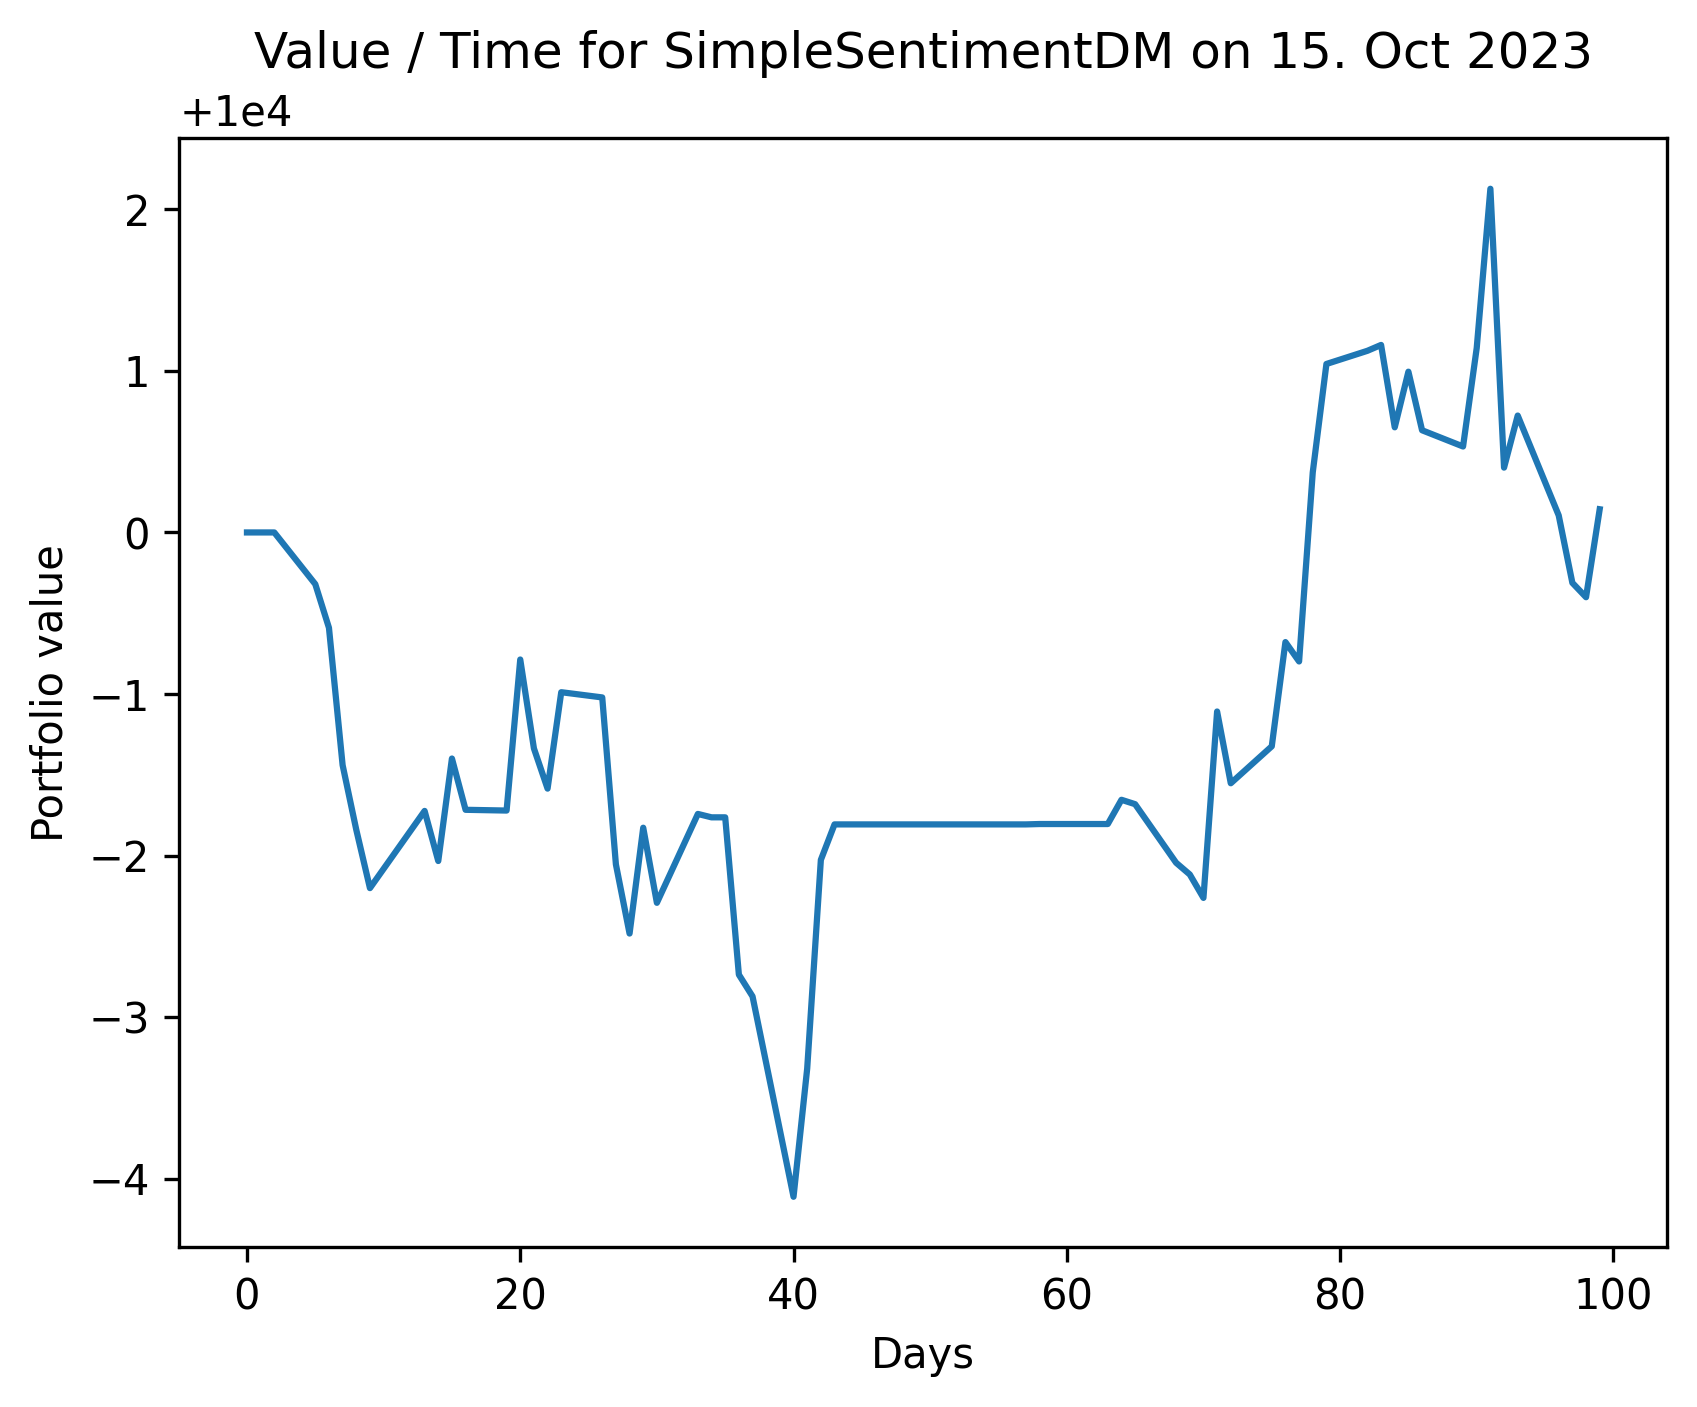 Value / Time for SimpleSentimentDM on 15. Oct 2023
+1e4
2
1
0
−1
−2
−3
−4
Portfolio value
0 20 40 60 80 100
Days